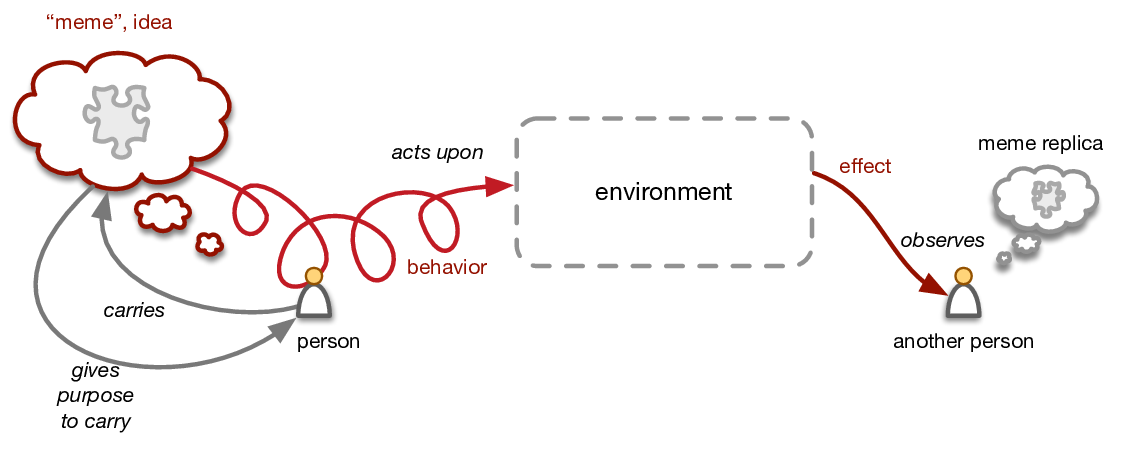 “meme”, idea
acts upon
environment
effect
meme replica
observes
behavior
carries
person
another person
gives
purpose
to carry